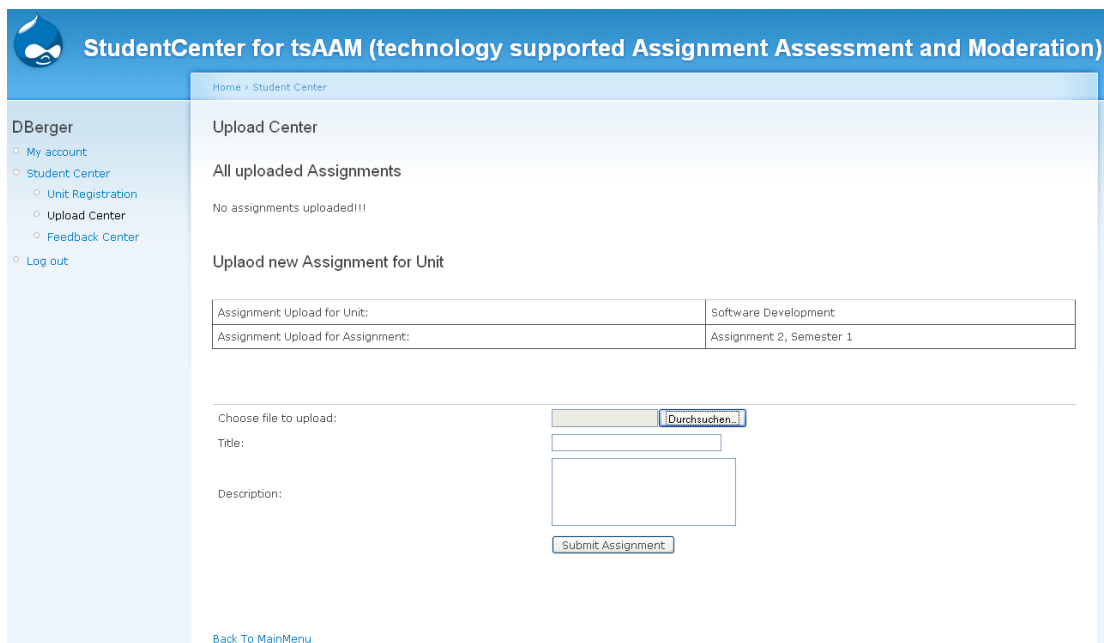 StudentCenter for tsAAM (technology supported Assignment Assessment and Moderation)
Home > Student Center
DBerger
My account
Student Center
Unit Registration
Upload Center
Feedback Center
Log out
Upload Center
All uploaded Assignments
No assignments uploaded!!!
Uplaod new Assignment for Unit
Assignment Upload for Unit: Software Development
Assignment Upload for Assignment: Assignment 2, Semester 1
Choose file to upload: Durchsuchen...
Title:
Description:
Submit Assignment
Back To MainMenu